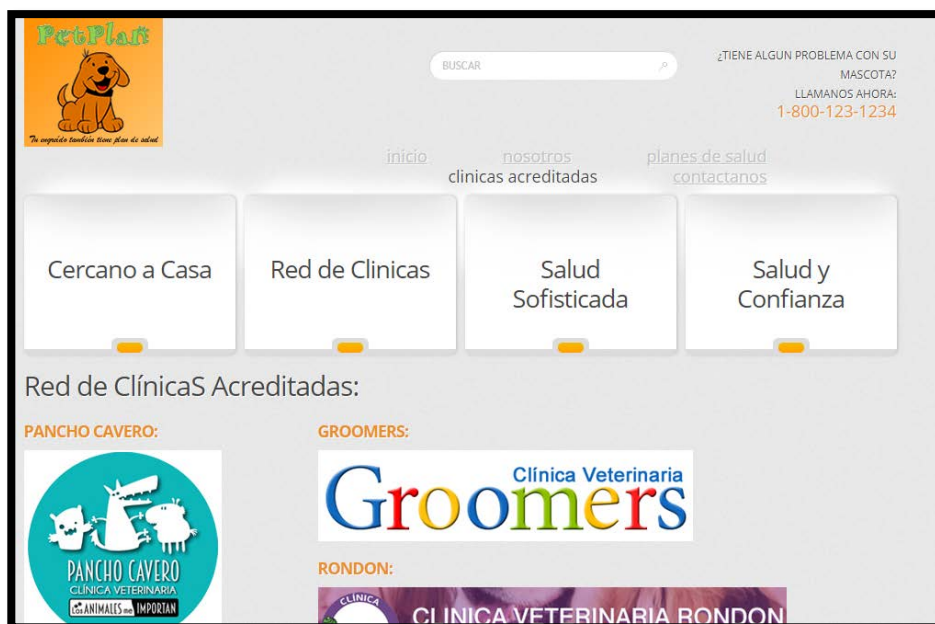 PetPlan
Tu engreído también tiene plan de salud
BUSCAR
¿TIENE ALGUN PROBLEMA CON SU
MASCOTA?
LLAMANOS AHORA:
1-800-123-1234
inicio
nosotros
planes de salud
clinicas acreditadas
contactanos
Cercano a Casa
Red de Clinicas
Salud
Sofisticada
Salud y
Confianza
Red de ClínicaS Acreditadas:
PANCHO CAVERO:
PANCHO CAVERO
CLÍNICA VETERINARIA
LOS ANIMALES me IMPORTAN
GROOMERS:
Clínica Veterinaria
Groomers
RONDON:
CLÍNICA
CLINICA VETERINARIA RONDON